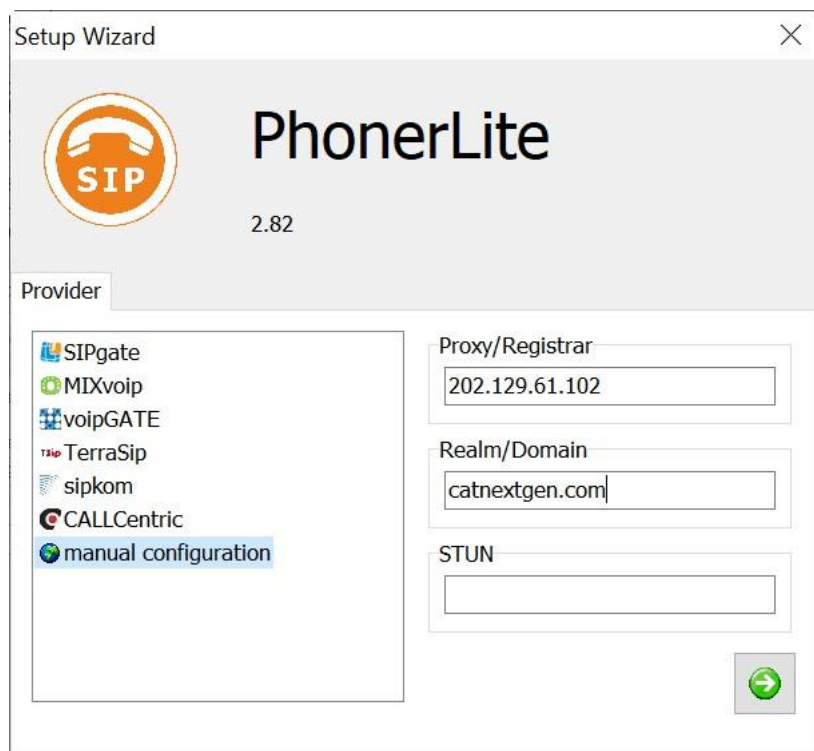 Setup Wizard
SIP
PhonerLite
2.82
Provider
SIPgate
MIXvoip
voipGATE
TSip TerraSip
sipkom
CALLCentric
manual configuration
Proxy/Registrar
202.129.61.102
Realm/Domain
catnextgen.com
STUN